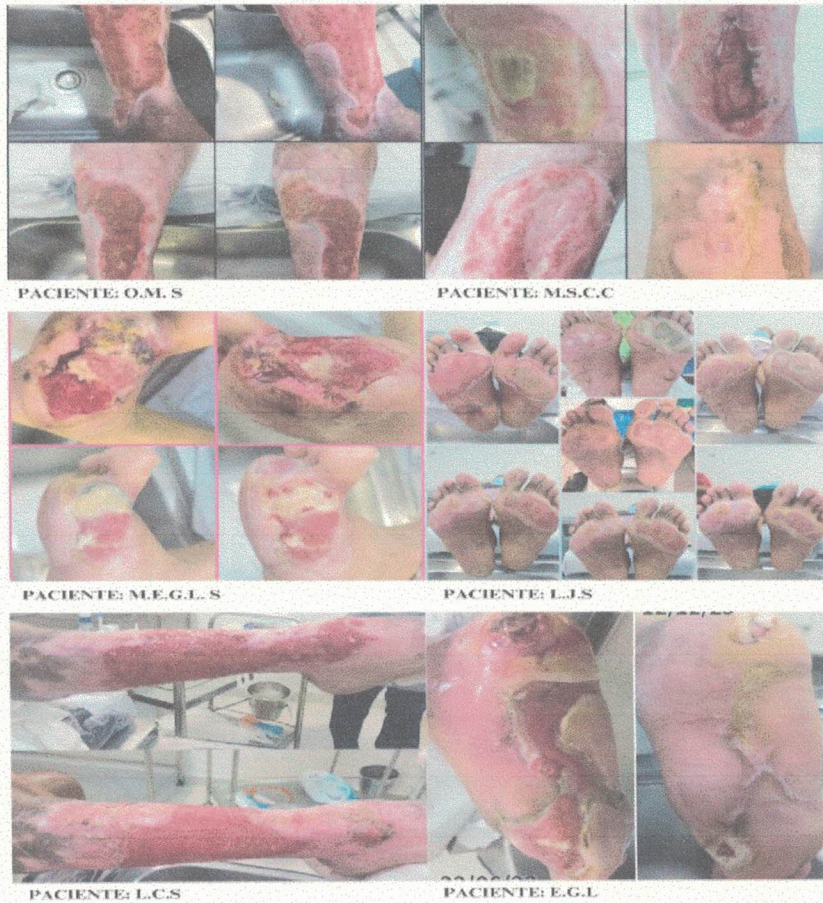 PACIENTE: O.M. S
PACIENTE: M.S.C.C
PACIENTE: M.E.G.L. S
PACIENTE: L.J.S
PACIENTE: L.C.S
PACIENTE: E.G.L